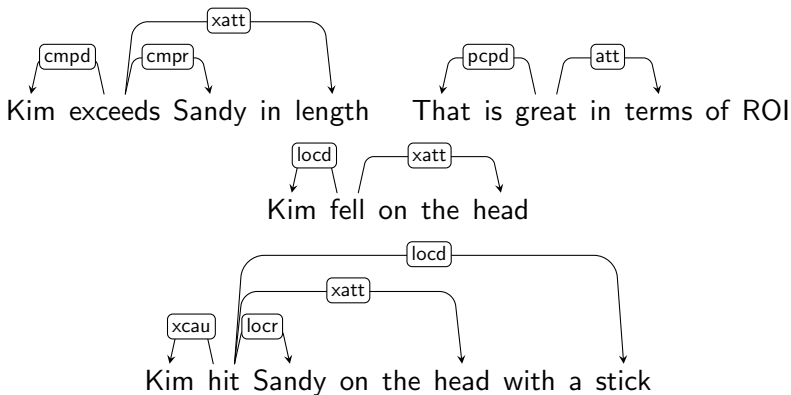 xatt
cmpd cmpr pcpd att
Kim exceeds Sandy in length That is great in terms of ROI
locd xatt
Kim fell on the head
locd
xatt
xcau locr
Kim hit Sandy on the head with a stick